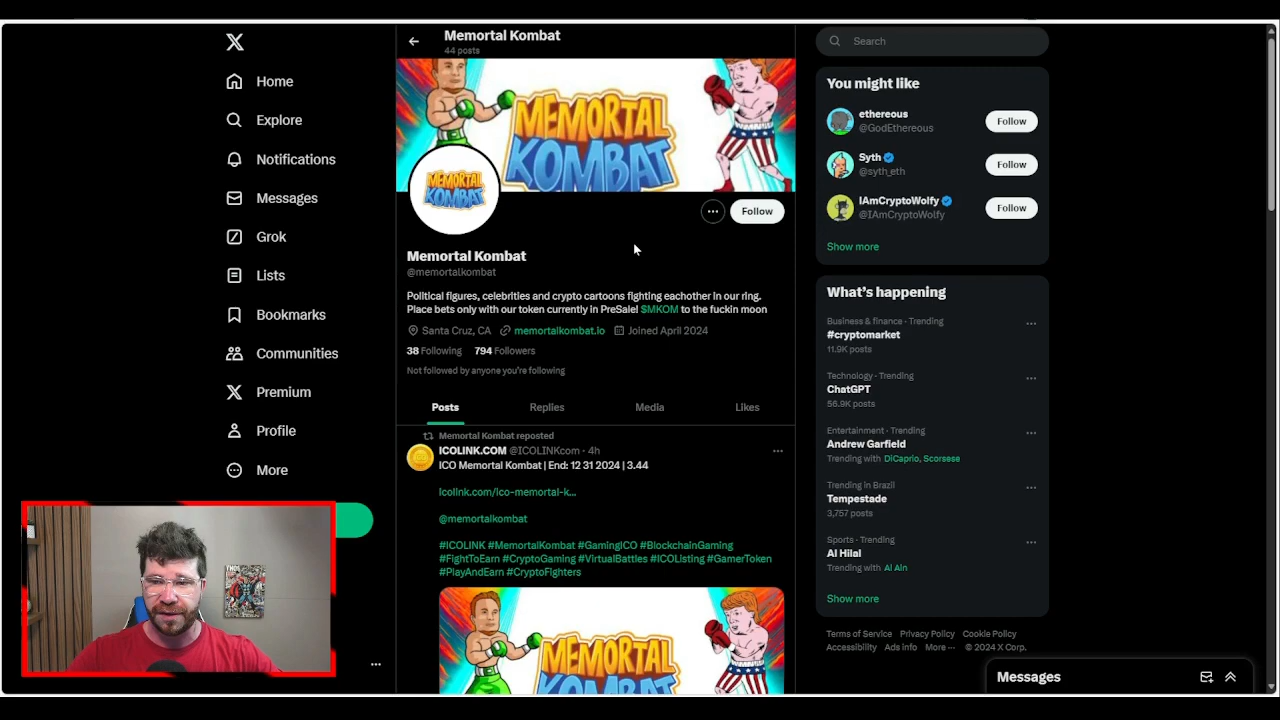 Home
Explore
Notifications
Messages
Grok
Lists
Bookmarks
Communities
Premium
Profile
More
Memortal Kombat
44 posts
MEMORTAL
KOMBAT
MEMORTAL
KOMBAT
Follow
Memortal Kombat
@memortalkombat
Political figures, celebrities and crypto cartoons fighting eachother in our ring.
Place bets only with our token currently in PreSale! $MKOM to the fuckin moon
Santa Cruz, CA memortalkombat.io Joined April 2024
38 Following 794 Followers
Not followed by anyone you're following
Posts Replies Media Likes
Memortal Kombat reposted
ICOLINK.COM @ICOLINKcom · 4h
ICO Memortal Kombat | End: 12 31 2024 | 3.44
icolink.com/ico-memortal-k...
@memortalkombat
#ICOLINK #MemortalKombat #GamingICO #BlockchainGaming
#FightToEarn #CryptoGaming #VirtualBattles #ICOListing #GamerToken
#PlayAndEarn #CryptoFighters
MEMORTAL
KOMBAT
Search
You might like
ethereous
@GodEthereous
Follow
Syth
@syth_eth
Follow
IAmCryptoWolfy
@IAmCryptoWolfy
Follow
Show more
What's happening
Business & finance · Trending
#cryptomarket
11.9K posts
Technology · Trending
ChatGPT
56.9K posts
Entertainment · Trending
Andrew Garfield
Trending with DiCaprio, Scorsese
Trending in Brazil
Tempestade
3,757 posts
Sports · Trending
Al Hilal
Trending with Al Ain
Show more
Terms of Service Privacy Policy Cookie Policy
Accessibility Ads info More ··· © 2024 X Corp.
Messages